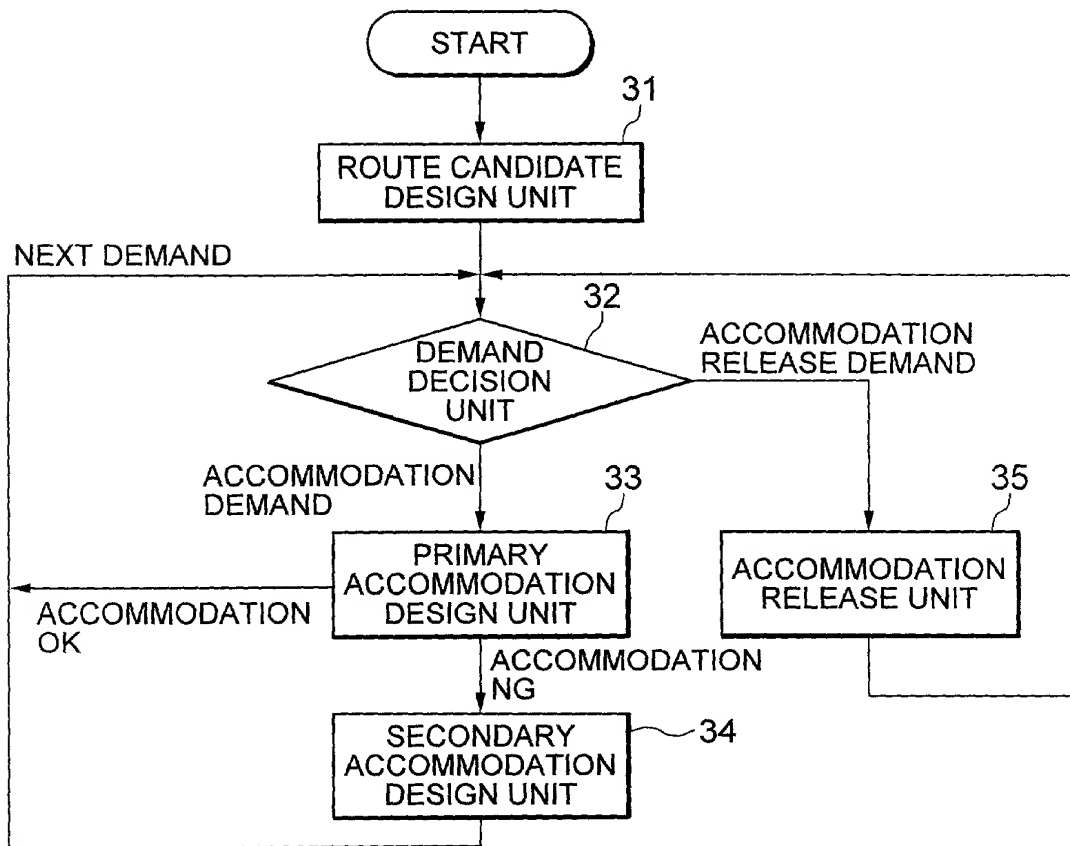 START
31
ROUTE CANDIDATE
DESIGN UNIT
NEXT DEMAND
32
DEMAND
DECISION
UNIT
ACCOMMODATION
RELEASE DEMAND
ACCOMMODATION
DEMAND
33
35
PRIMARY
ACCOMMODATION
DESIGN UNIT
ACCOMMODATION
RELEASE UNIT
ACCOMMODATION
OK
ACCOMMODATION
NG
34
SECONDARY
ACCOMMODATION
DESIGN UNIT